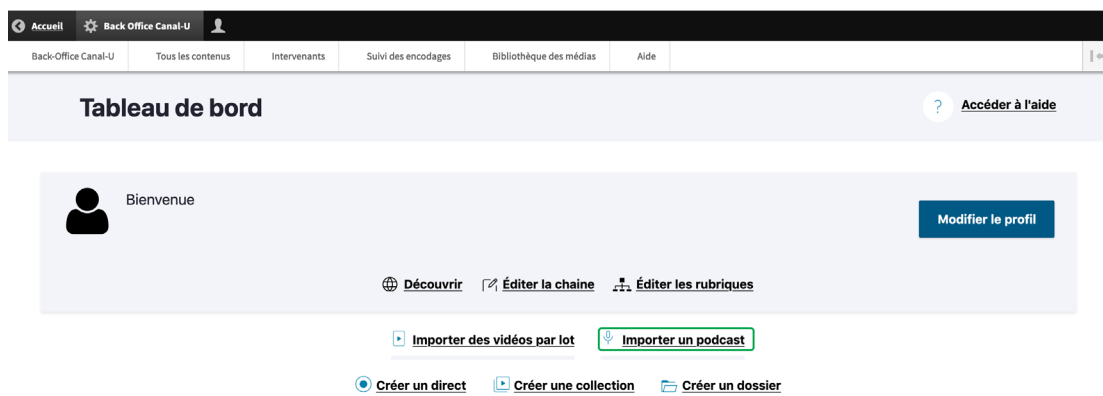 Accueil Back Office Canal-U
Back-Office Canal-U Tous les contenus Intervenants Suivi des encodages Bibliothèque des médias Aide
Tableau de bord ? Accéder à l'aide
Bienvenue
Modifier le profil
Découvrir Éditer la chaine Éditer les rubriques
Importer des vidéos par lot Importer un podcast
Créer un direct Créer une collection Créer un dossier